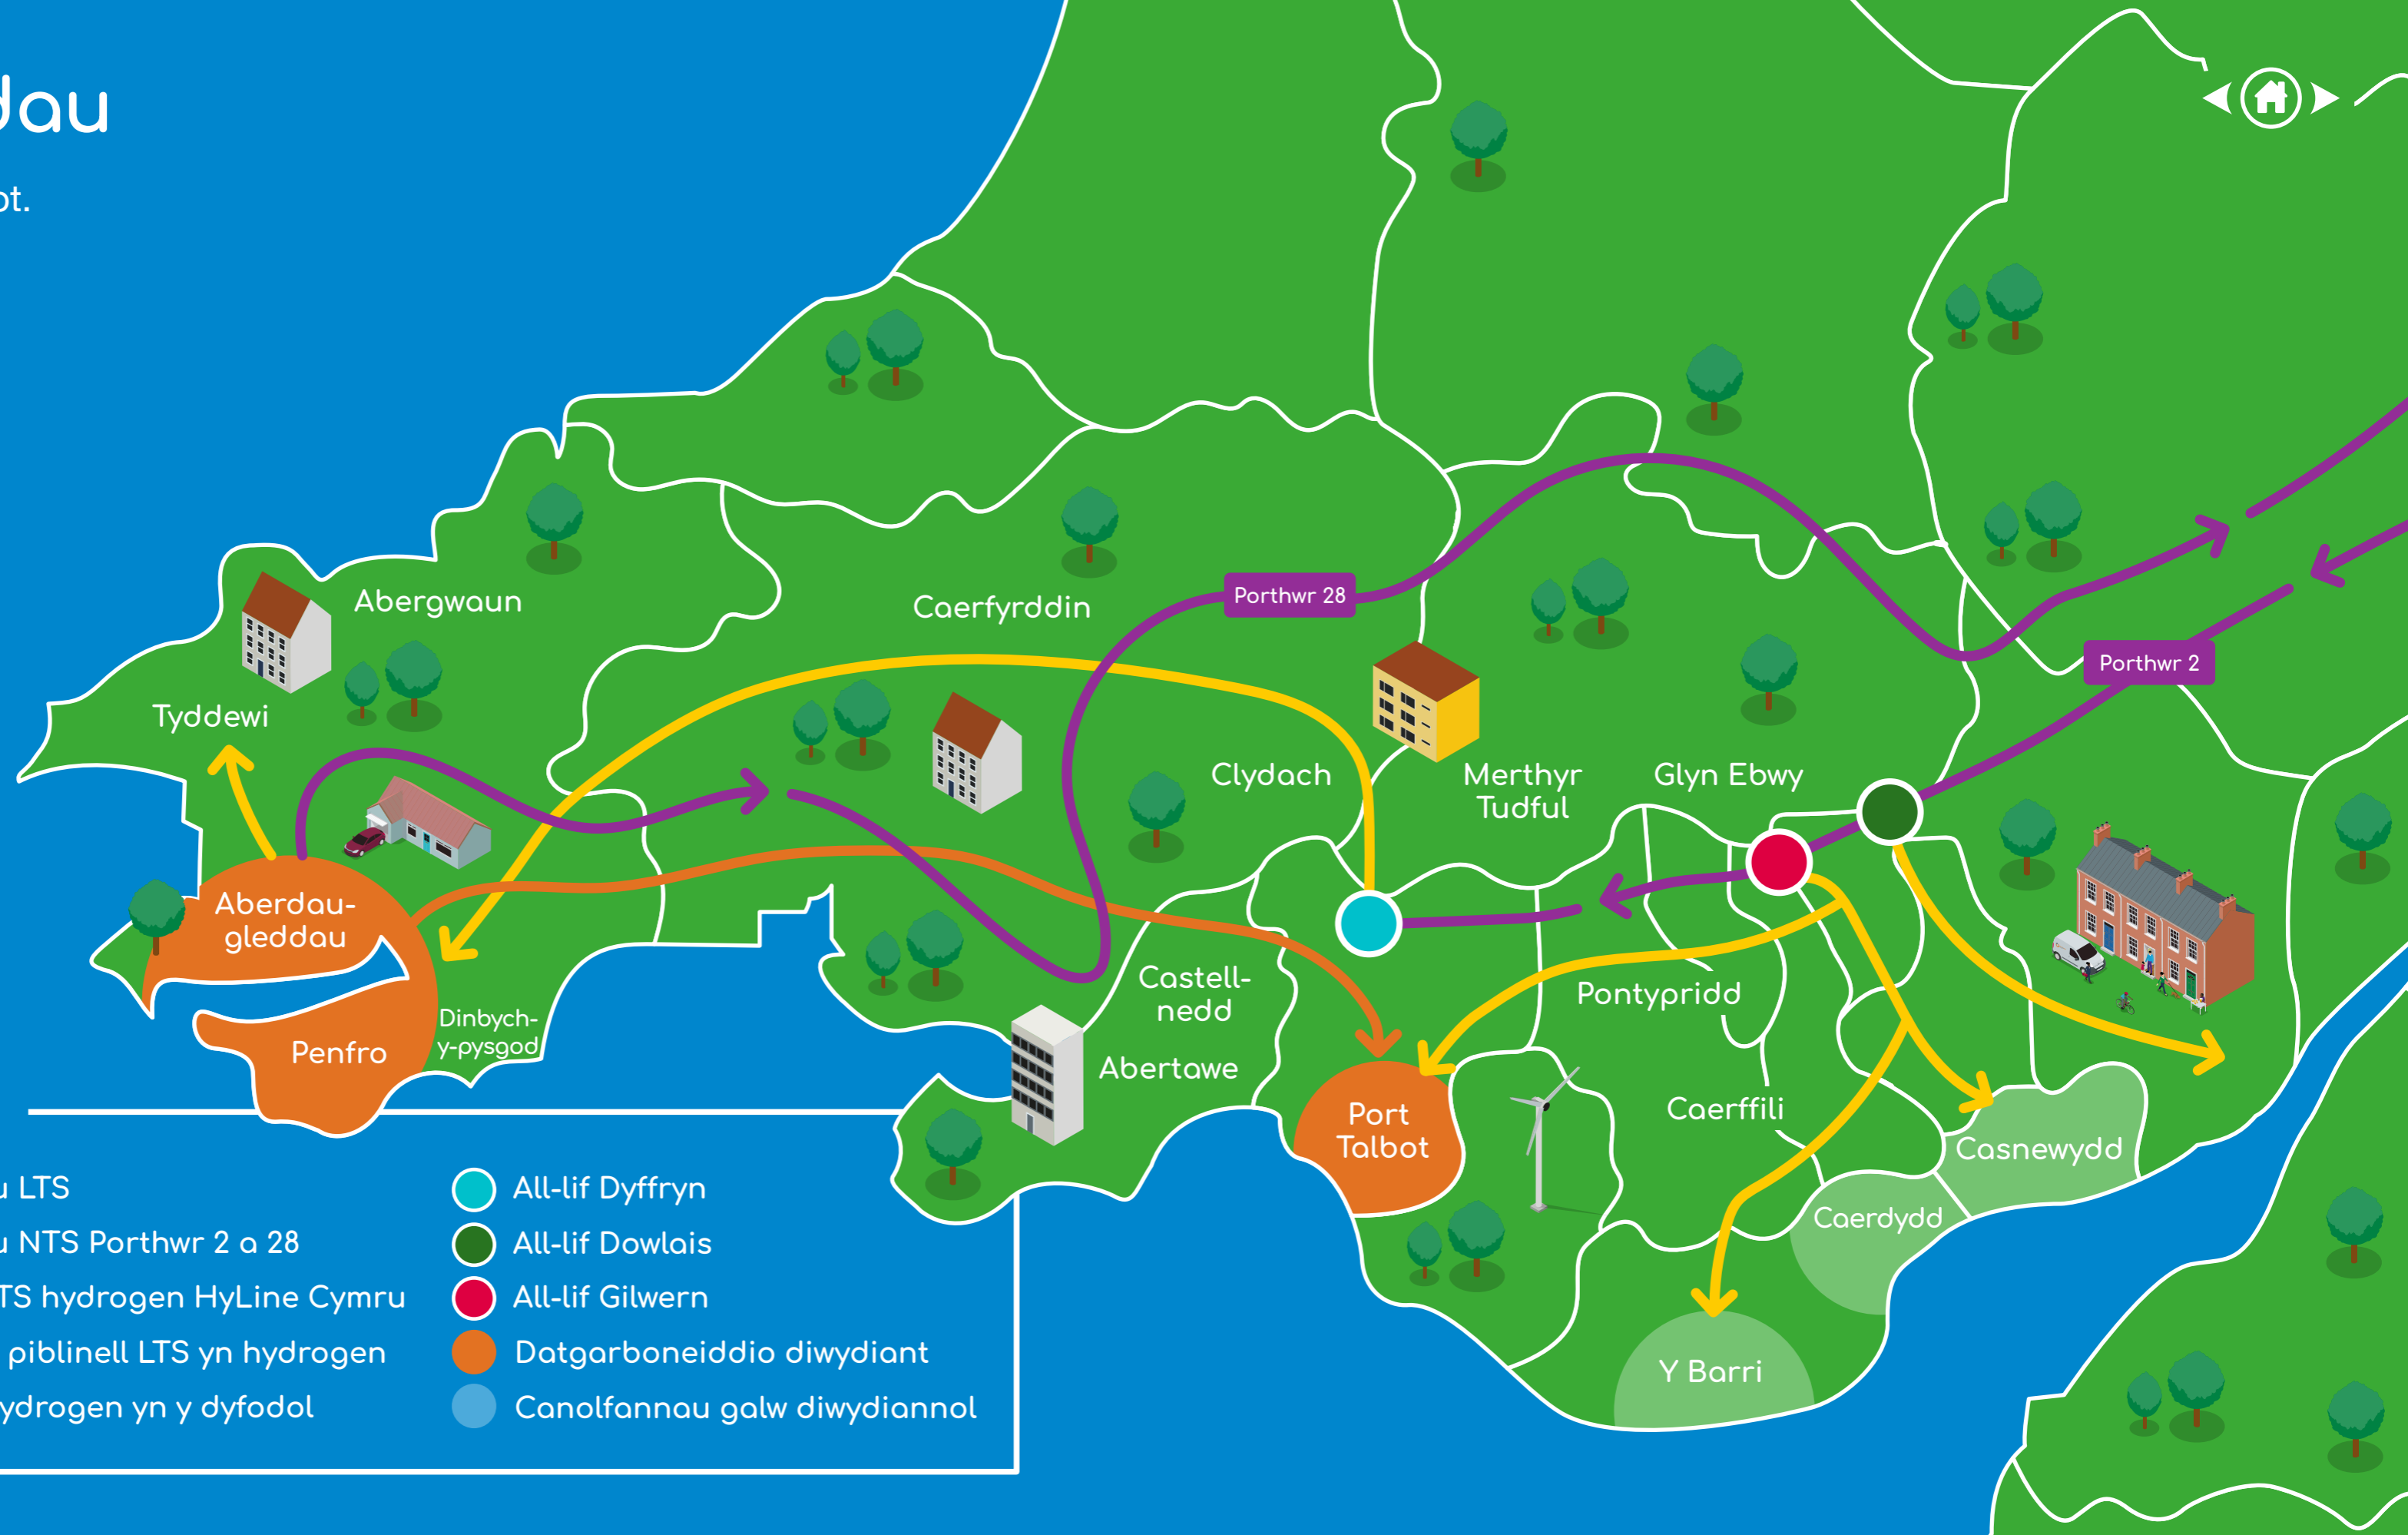 dau
ot.
Abergwaun
Caerfyrddin
Porthwr 28
Porthwr 2
Tyddewi
Clydach
Merthyr
Tudful
Glyn Ebwy
Aberdau-
gleddau
Castell-
nedd
Pontypridd
Dinbych-
y-pysgod
Penfro
Abertawe
Port
Talbot
Caerffili
Casnewydd
Caerdydd
Y Barri
u LTS
u NTS Porthwr 2 a 28
TS hydrogen HyLine Cymru
piblinell LTS yn hydrogen
ydrogen yn y dyfodol
All-lif Dyffryn
All-lif Dowlais
All-lif Gilwern
Datgarboneiddio diwydiant
Canolfannau galw diwydiannol